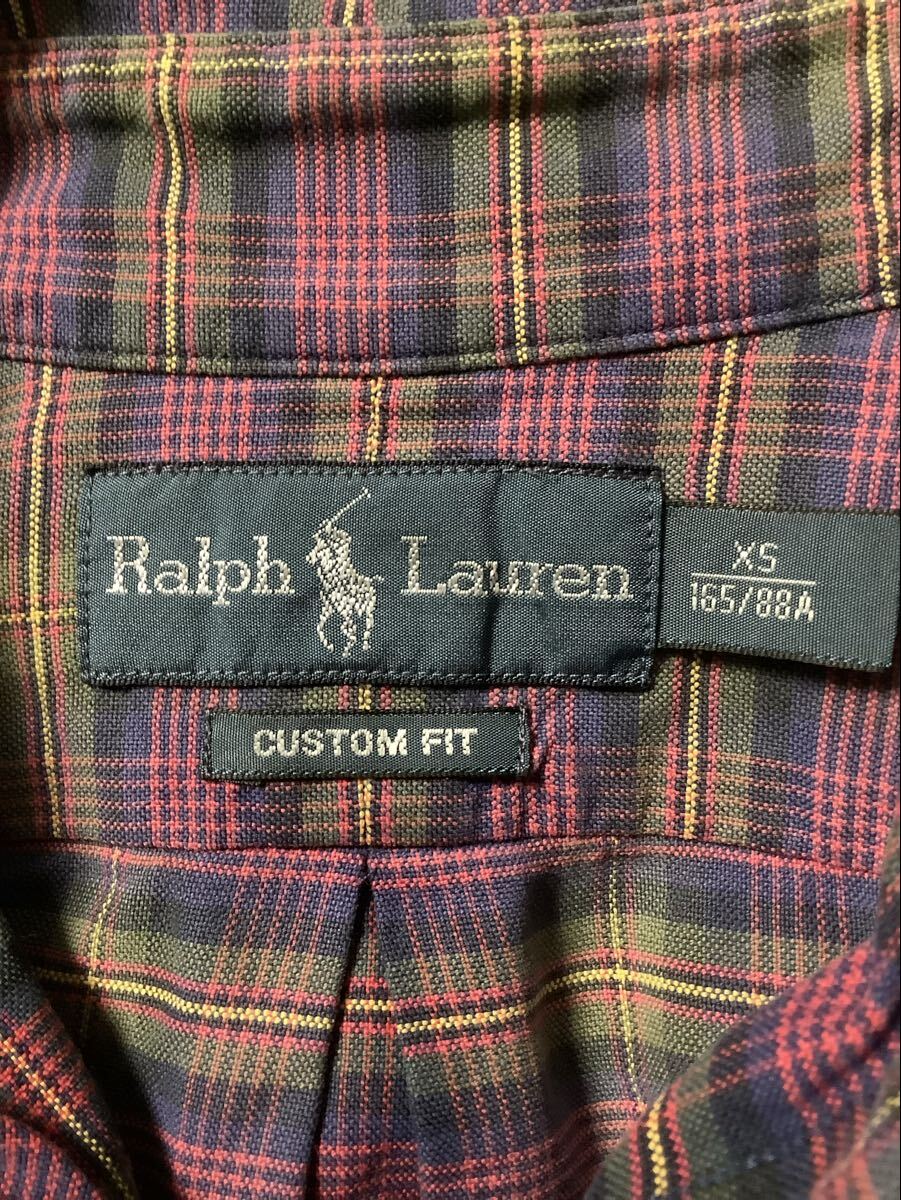 Ralph Lauren
XS
165/88A
CUSTOM FIT